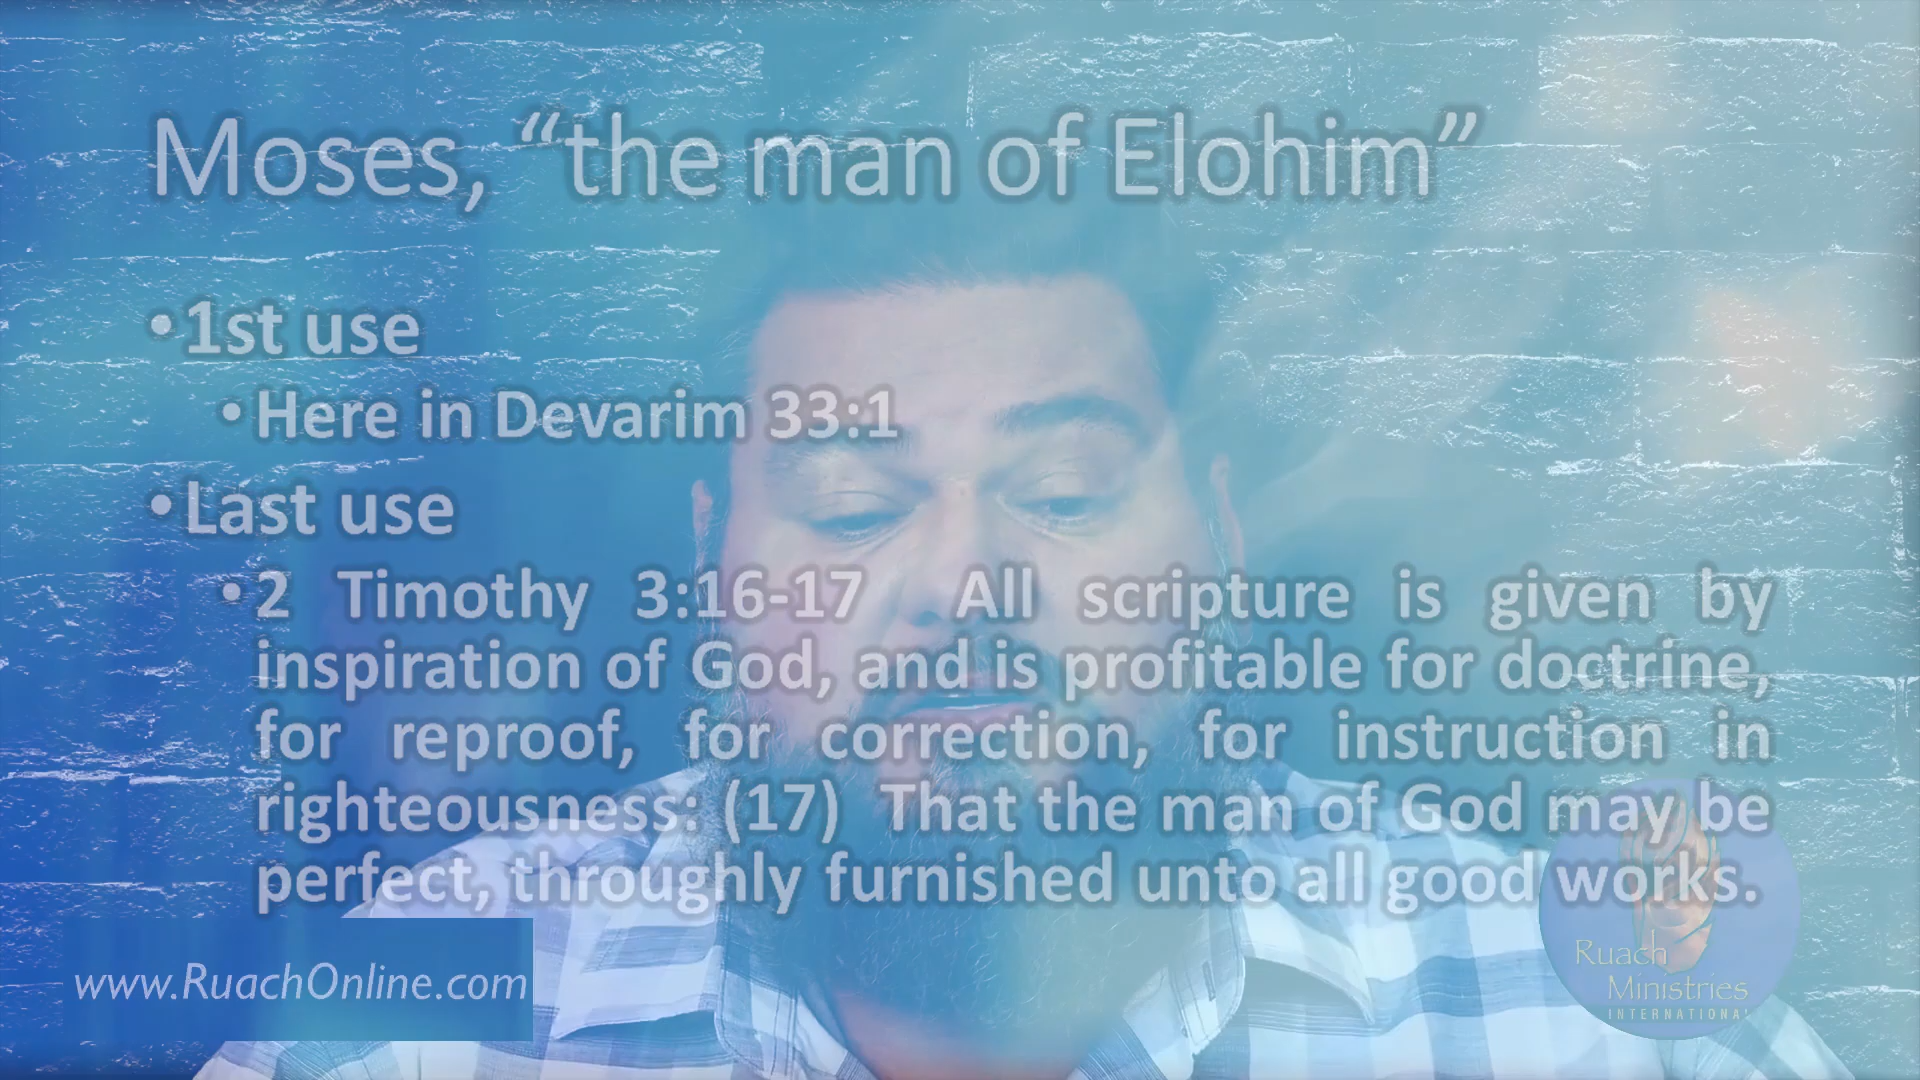 Moses, “the man of Elohim”
•1st use
•Here in Devarim 33:1
•Last use
•2 Timothy 3:16-17 All scripture is given by
inspiration of God, and is profitable for doctrine,
for reproof, for correction, for instruction in
righteousness: (17) That the man of God may be
perfect, throughly furnished unto all good works.
www.RuachOnline.com
Ruach
Ministries
INTERNATIONAL